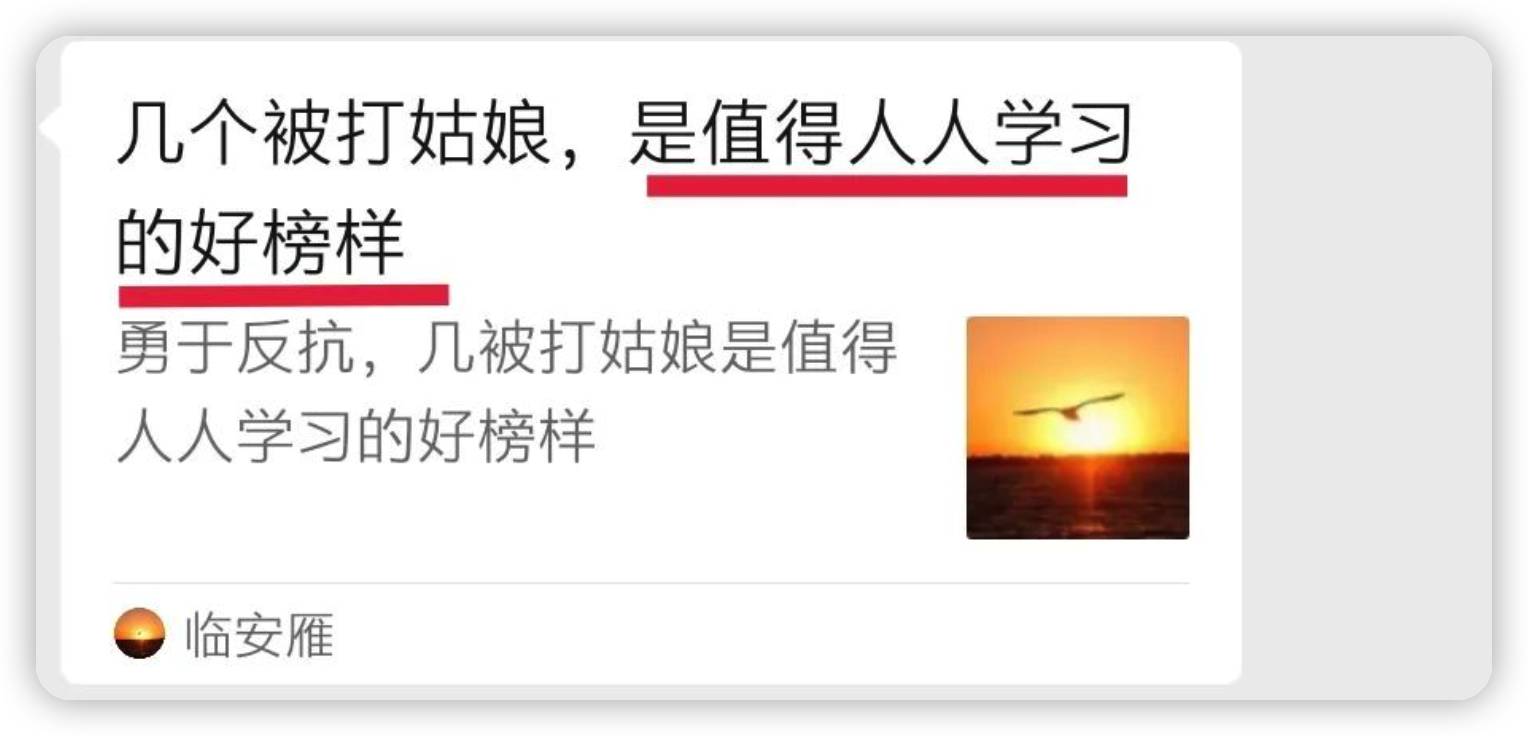 几个被打姑娘，是值得人人学习
的好榜样
勇于反抗，几被打姑娘是值得
人人学习的好榜样
临安雁